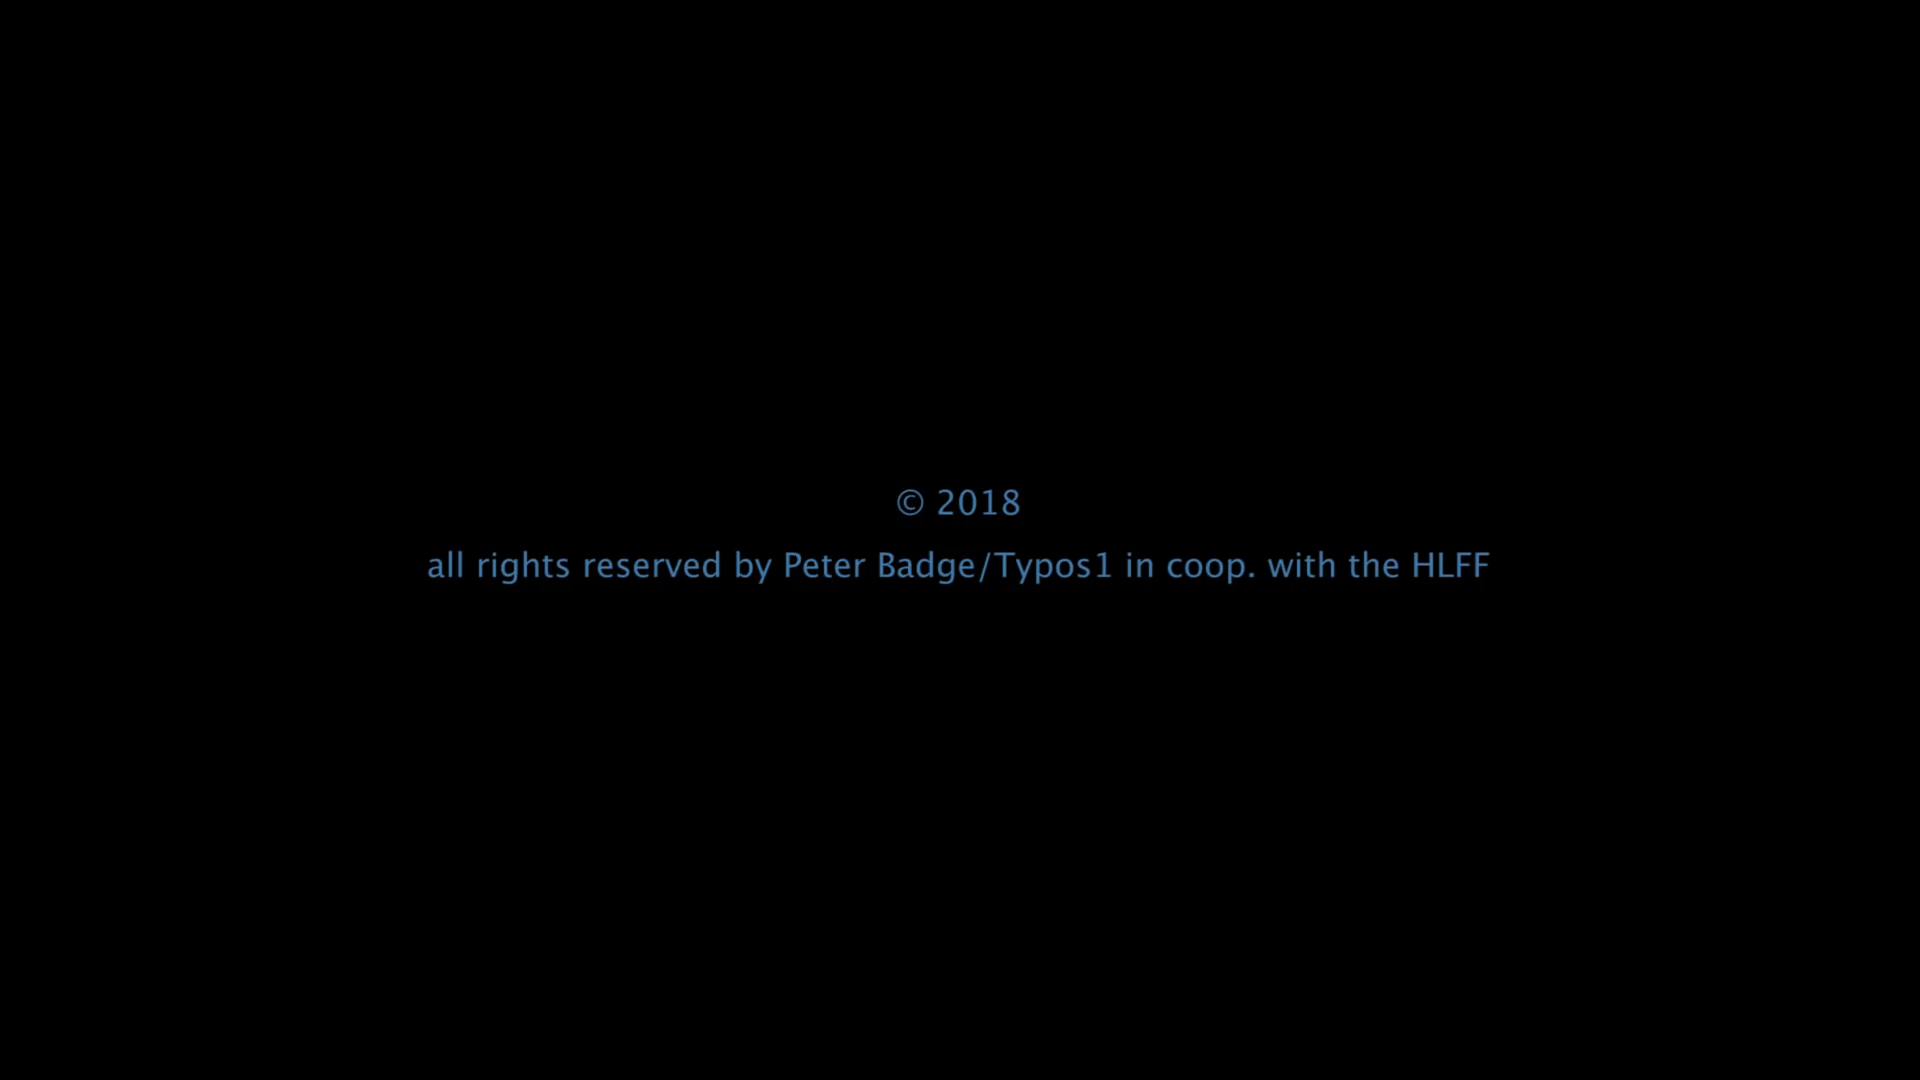 © 2018
all rights reserved by Peter Badge/Typos1 in coop. with the HLFF